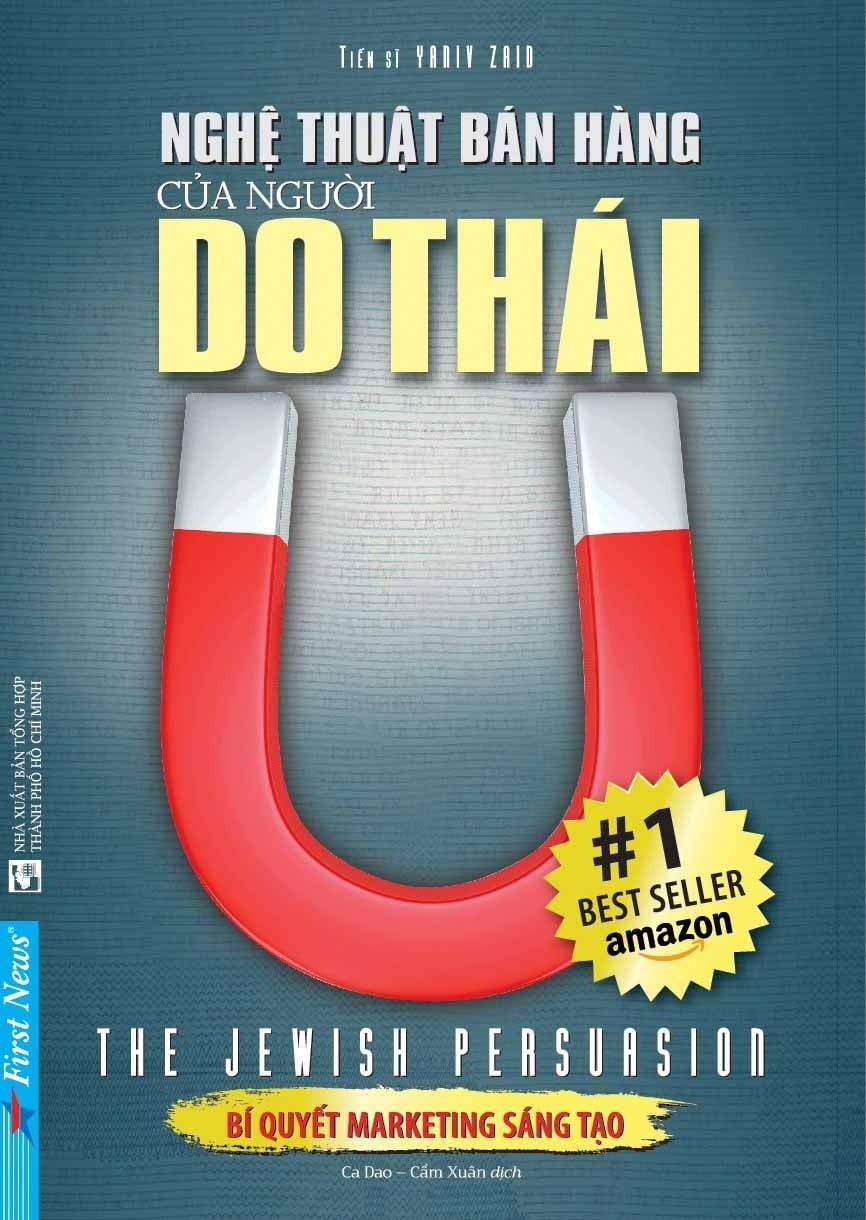 Tiến sĩ YANIV ZAID
NGHỆ THUẬT BÁN HÀNG
CỦA NGƯỜI
DO THÁI
NHÀ XUẤT BẢN TỔNG HỢP
THÀNH PHỐ HỒ CHÍ MINH
#1
BEST SELLER
amazon
First News®
THE JEWISH PERSUASION
BÍ QUYẾT MARKETING SÁNG TẠO
Ca Dao – Cẩm Xuân dịch